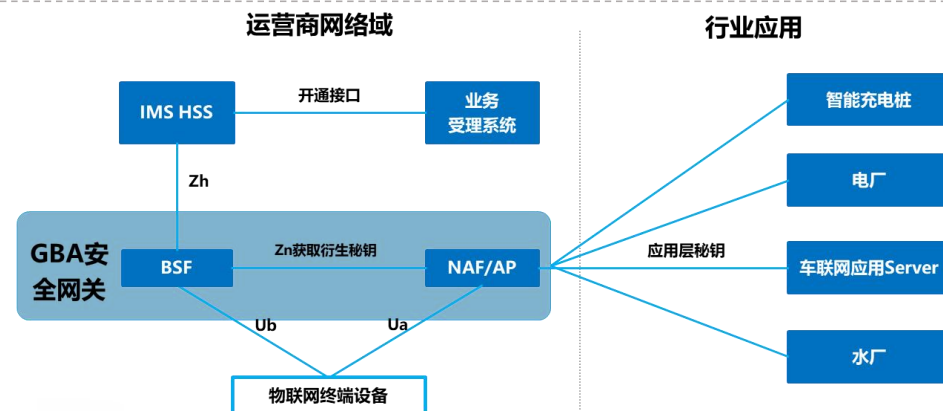 运营商网络域
行业应用
IMS HSS
开通接口
业务
受理系统
智能充电桩
Zh
电厂
GBA安
全网关
BSF
Zn获取衍生秘钥
NAF/AP
应用层秘钥
车联网应用Server
Ub
Ua
水厂
物联网终端设备